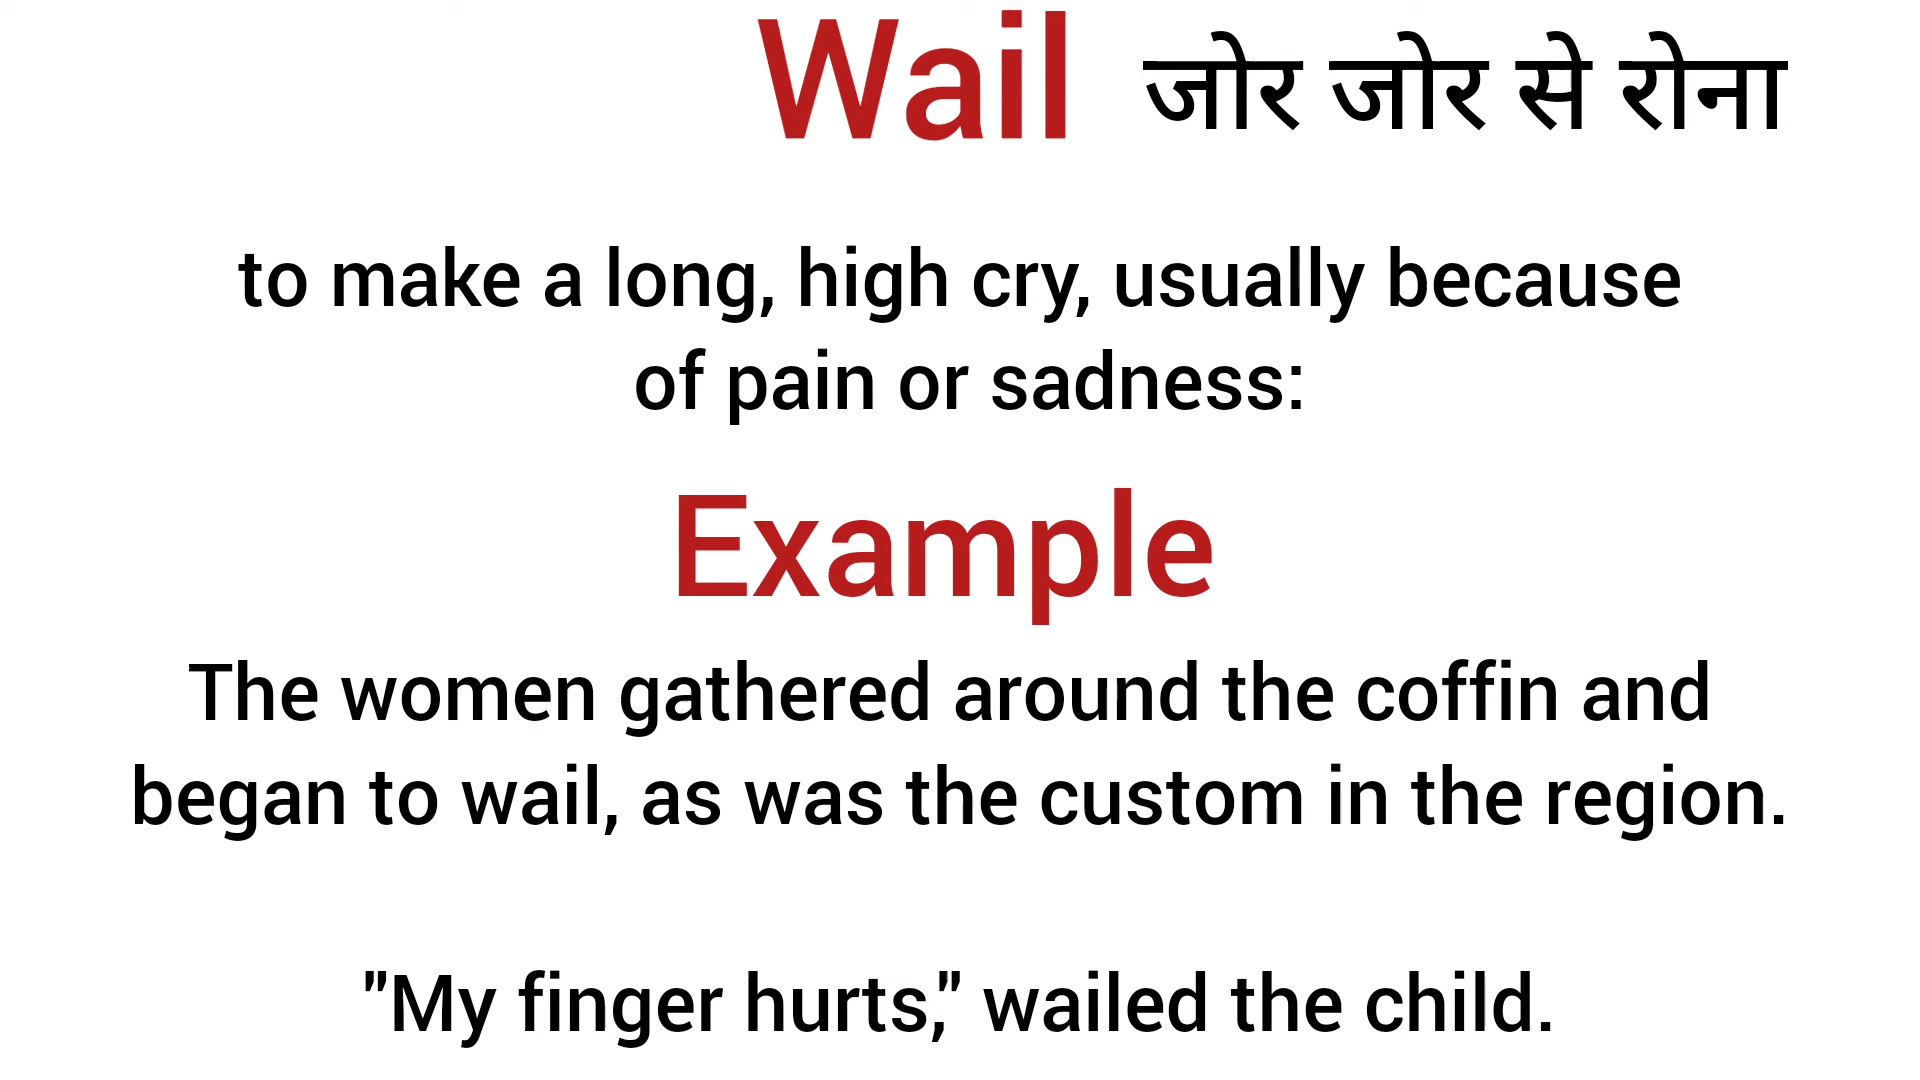 Wail जोर जोर से रोना
to make a long, high cry, usually because
of pain or sadness:
Example
The women gathered around the coffin and
began to wail, as was the custom in the region.
"My finger hurts," wailed the child.